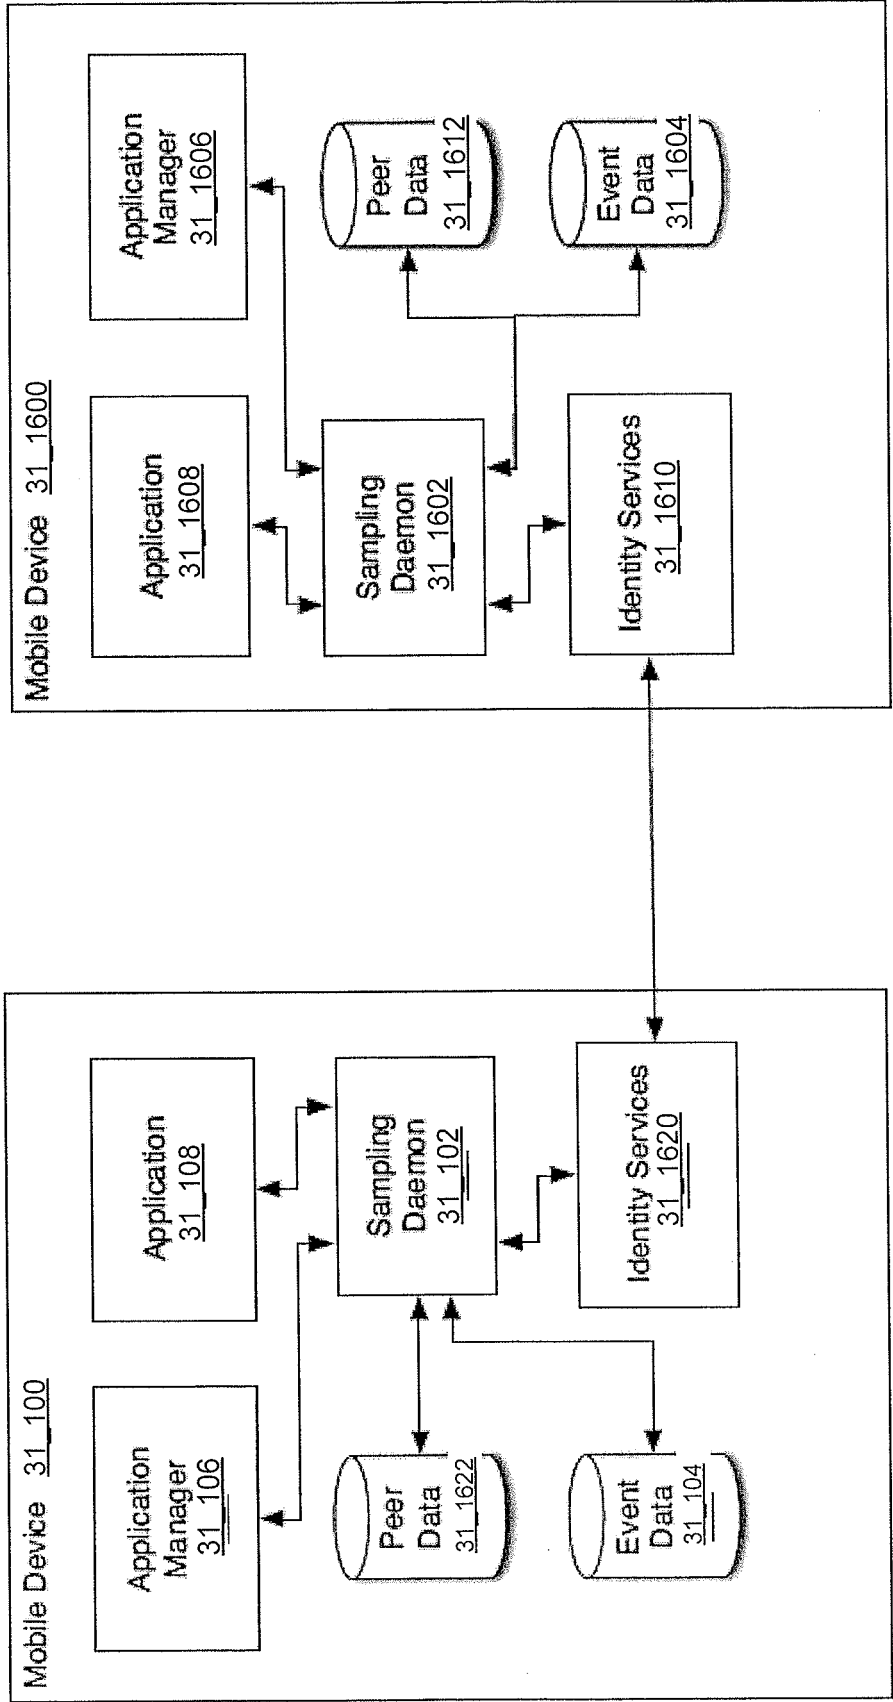 Mobile Device 31_100
Application
Manager
31_106
Application
31_108
Peer
Data
31_1622
Sampling
Daemon
31_102
Event
Data
31_104
Identity Services
31_1620
Mobile Device 31_1600
Application
31_1608
Application
Manager
31_1606
Sampling
Daemon
31_1602
Peer
Data
31_1612
Identity Services
31_1610
Event
Data
31_1604